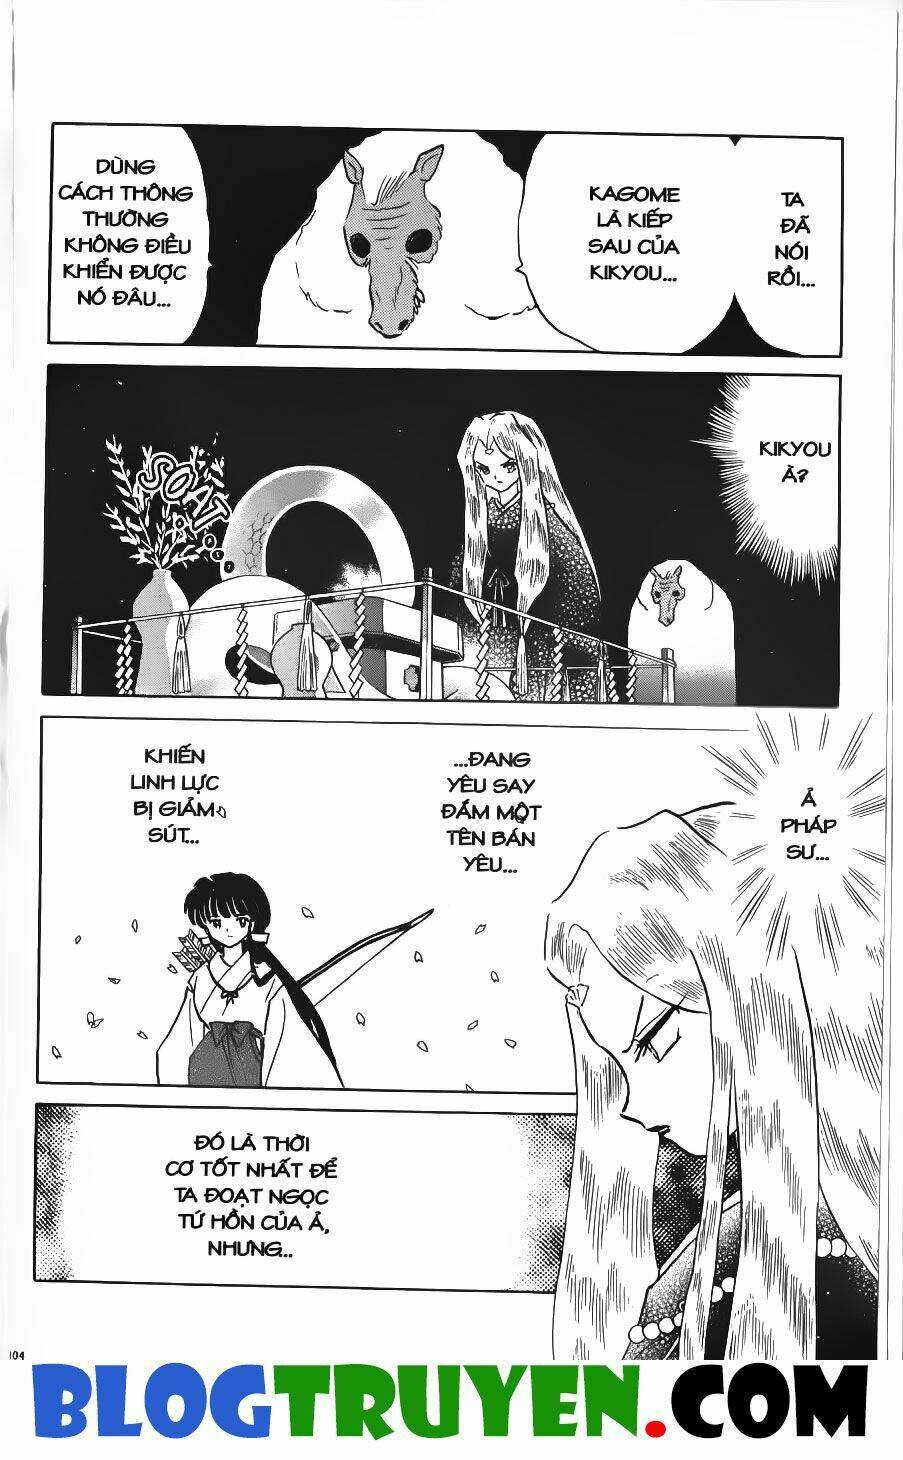 TA
ĐÃ
NÓI
RỒI...
KAGOME
LÀ KIẾP
SAU CỦA
KIKYOU...
DÙNG
CÁCH THÔNG
THƯỜNG
KHÔNG ĐIỀU
KHIỂN ĐƯỢC
NÓ ĐÂU...
KIKYOU
À?
SOẠT
Ả
PHÁP
SƯ...
...ĐANG
YÊU SAY
ĐẮM MỘT
TÊN BÁN
YÊU...
KHIẾN
LINH LỰC
BỊ GIẢM
SÚT...
ĐÓ LÀ THỜI
CƠ TỐT NHẤT ĐỂ
TA ĐOẠT NGỌC
TỨ HỒN CỦA Ả,
NHƯNG...
104
BLOGTRUYEN.COM